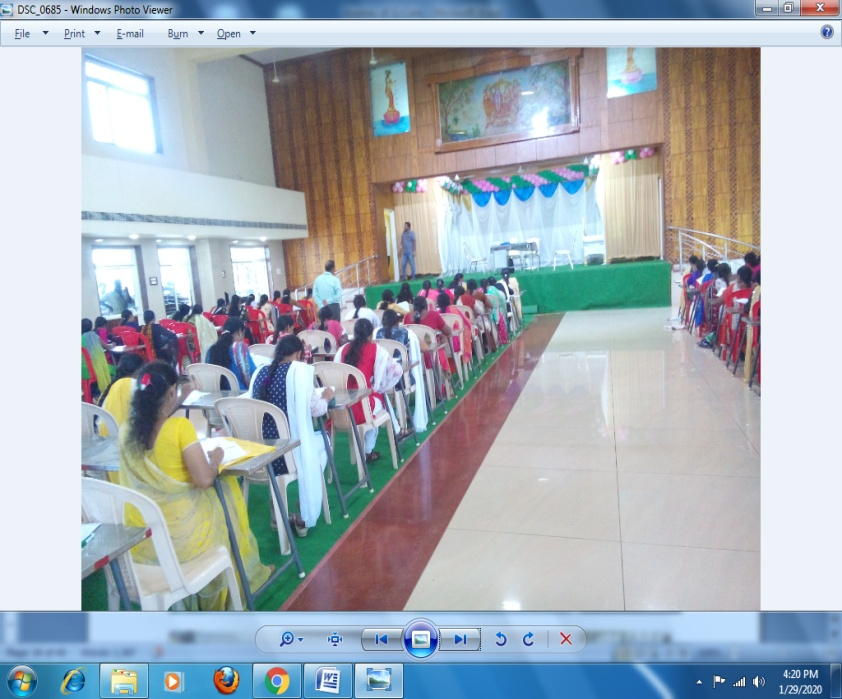 DSC_0685 - Windows Photo Viewer
File Print E-mail Burn Open
4:20 PM
1/29/2020